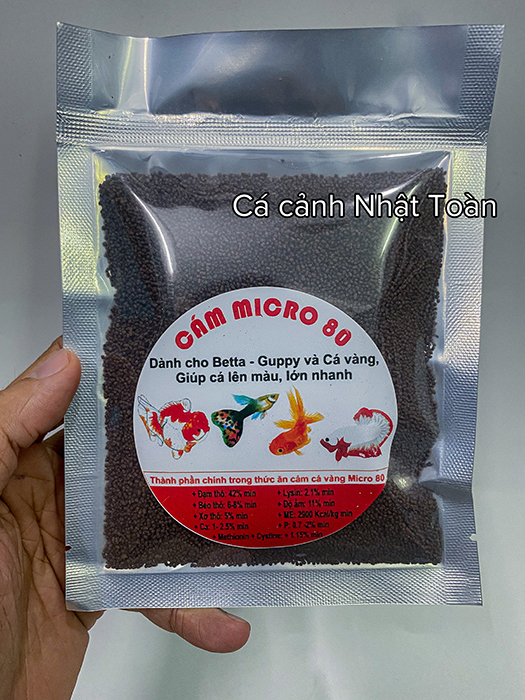 Cá cảnh Nhật Toàn
CÁM MICRO 80
Dành cho Betta - Guppy và Cá vàng,
Giúp cá lên màu, lớn nhanh
Thành phần chính trong thức ăn cám cá vàng Micro 80
+ Đạm thô: 42% min + Lysin: 2.1% min
+ Béo thô: 6-8% min + Độ ẩm: 11% min
+ Xơ thô: 5% min + ME: 2900 Kcal/kg min
+ Ca: 1- 2.5% min + P: 0.7 -2% min
+ Methionin + Cystine: + 1.15% min